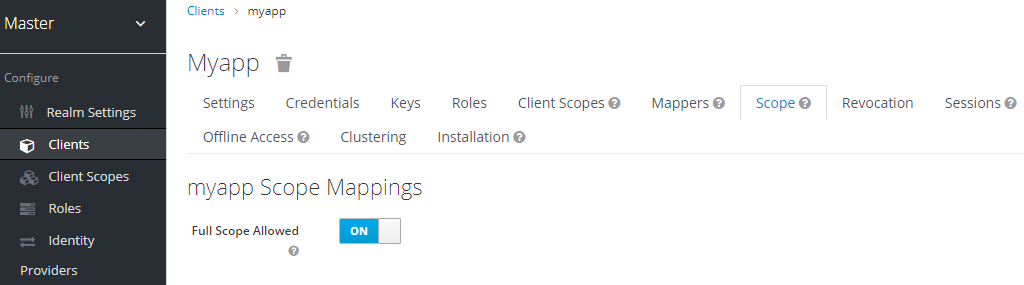 Master
Configure
Realm Settings
Clients
Client Scopes
Roles
Identity
Providers
Clients > myapp
Myapp
Settings Credentials Keys Roles Client Scopes ? Mappers ? Scope ? Revocation Sessions ?
Offline Access ? Clustering Installation ?
myapp Scope Mappings
Full Scope Allowed ON
?